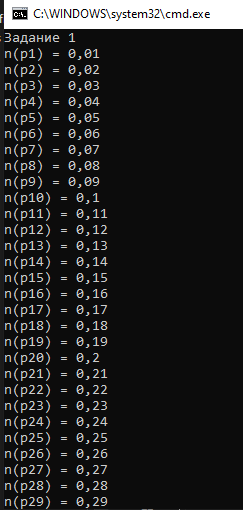 C:\WINDOWS\system32\cmd.exe
Задание 1
n(p1) = 0,01
n(p2) = 0,02
n(p3) = 0,03
n(p4) = 0,04
n(p5) = 0,05
n(p6) = 0,06
n(p7) = 0,07
n(p8) = 0,08
n(p9) = 0,09
n(p10) = 0,1
n(p11) = 0,11
n(p12) = 0,12
n(p13) = 0,13
n(p14) = 0,14
n(p15) = 0,15
n(p16) = 0,16
n(p17) = 0,17
n(p18) = 0,18
n(p19) = 0,19
n(p20) = 0,2
n(p21) = 0,21
n(p22) = 0,22
n(p23) = 0,23
n(p24) = 0,24
n(p25) = 0,25
n(p26) = 0,26
n(p27) = 0,27
n(p28) = 0,28
n(p29) = 0,29